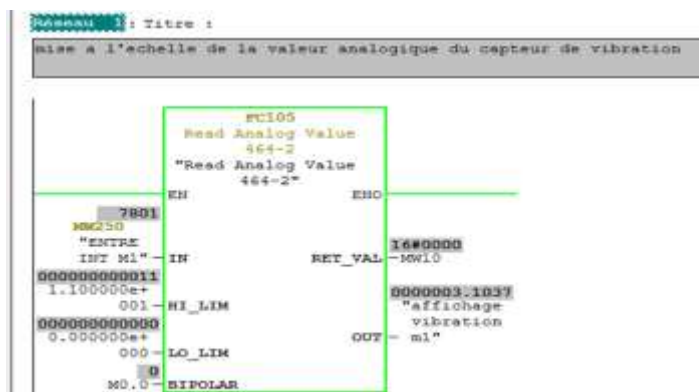 Réseau 1 : Titre :
mise a l'echelle de la valeur analogique du capteur de vibration
FC105
Read Analog Value
464-2
"Read Analog Value
464-2"
EN ENO
7801
MW250
"ENTRE
INT M1" IN
16#0000
RET_VAL MW10
000000000011
1.100000e+
001 HI_LIM
0000003.1037
"affichage
vibration
OUT m1"
000000000000
0.000000e+
000 LO_LIM
0
M0.0 BIPOLAR